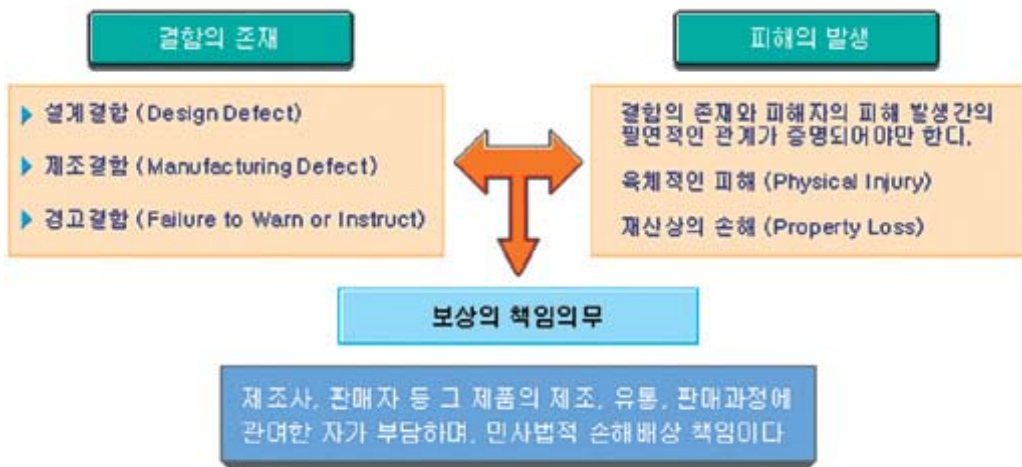 결함의 존재
피해의 발생
설계결함 (Design Defect)
제조결함 (Manufacturing Defect)
경고결함 (Failure to Warn or Instruct)
결함의 존재와 피해자의 피해 발생간의
필연적인 관계가 증명되어야만 한다.
육체적인 피해 (Physical Injury)
재산상의 손해 (Property Loss)
보상의 책임의무
제조사, 판매자 등 그 제품의 제조, 유통, 판매과정에
관여한 자가 부담하며, 민사법적 손해배상 책임이다